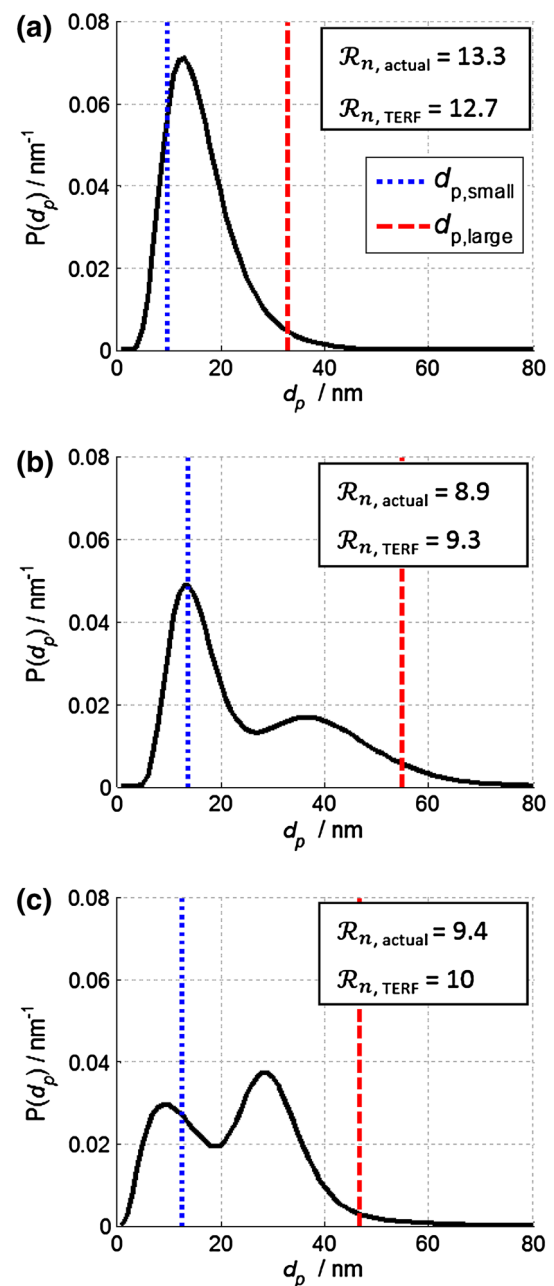 (a)
0.08
0.06
0.04
0.02
0
P(dₚ) / nm⁻¹
ℛₙ, actual = 13.3
ℛₙ, TERF = 12.7
dₚ,small
dₚ,large
0 20 40 60 80
dₚ / nm
(b)
0.08
0.06
0.04
0.02
0
P(dₚ) / nm⁻¹
ℛₙ, actual = 8.9
ℛₙ, TERF = 9.3
0 20 40 60 80
dₚ / nm
(c)
0.08
0.06
0.04
0.02
0
P(dₚ) / nm⁻¹
ℛₙ, actual = 9.4
ℛₙ, TERF = 10
0 20 40 60 80
dₚ / nm